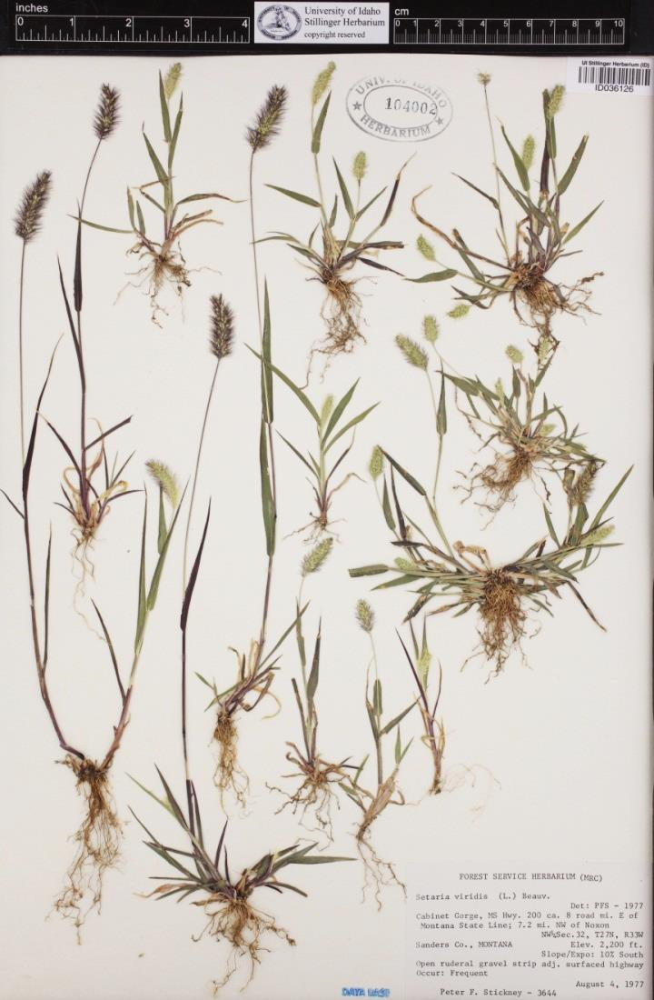 inches
0 1 2 3 4
University of Idaho
Stillinger Herbarium
copyright reserved
cm
0 1 2 3 4 5 6 7 8 9 10
UI Stillinger Herbarium (ID)
ID036126
UNIV. OF IDAHO
104002
HERBARIUM
FOREST SERVICE HERBARIUM (MRC)
Setaria viridis (L.) Beauv.
Det: PFS - 1977
Cabinet Gorge, MS Hwy. 200 ca. 8 road mi. E of
Montana State Line; 7.2 mi. NW of Noxon
NW¼Sec.32, T27N, R33W
Sanders Co., MONTANA Elev. 2,200 ft.
Slope/Expo: 10% South
Open ruderal gravel strip adj. surfaced highway
Occur: Frequent
August 4, 1977
Peter F. Stickney - 3644
DATA BASP